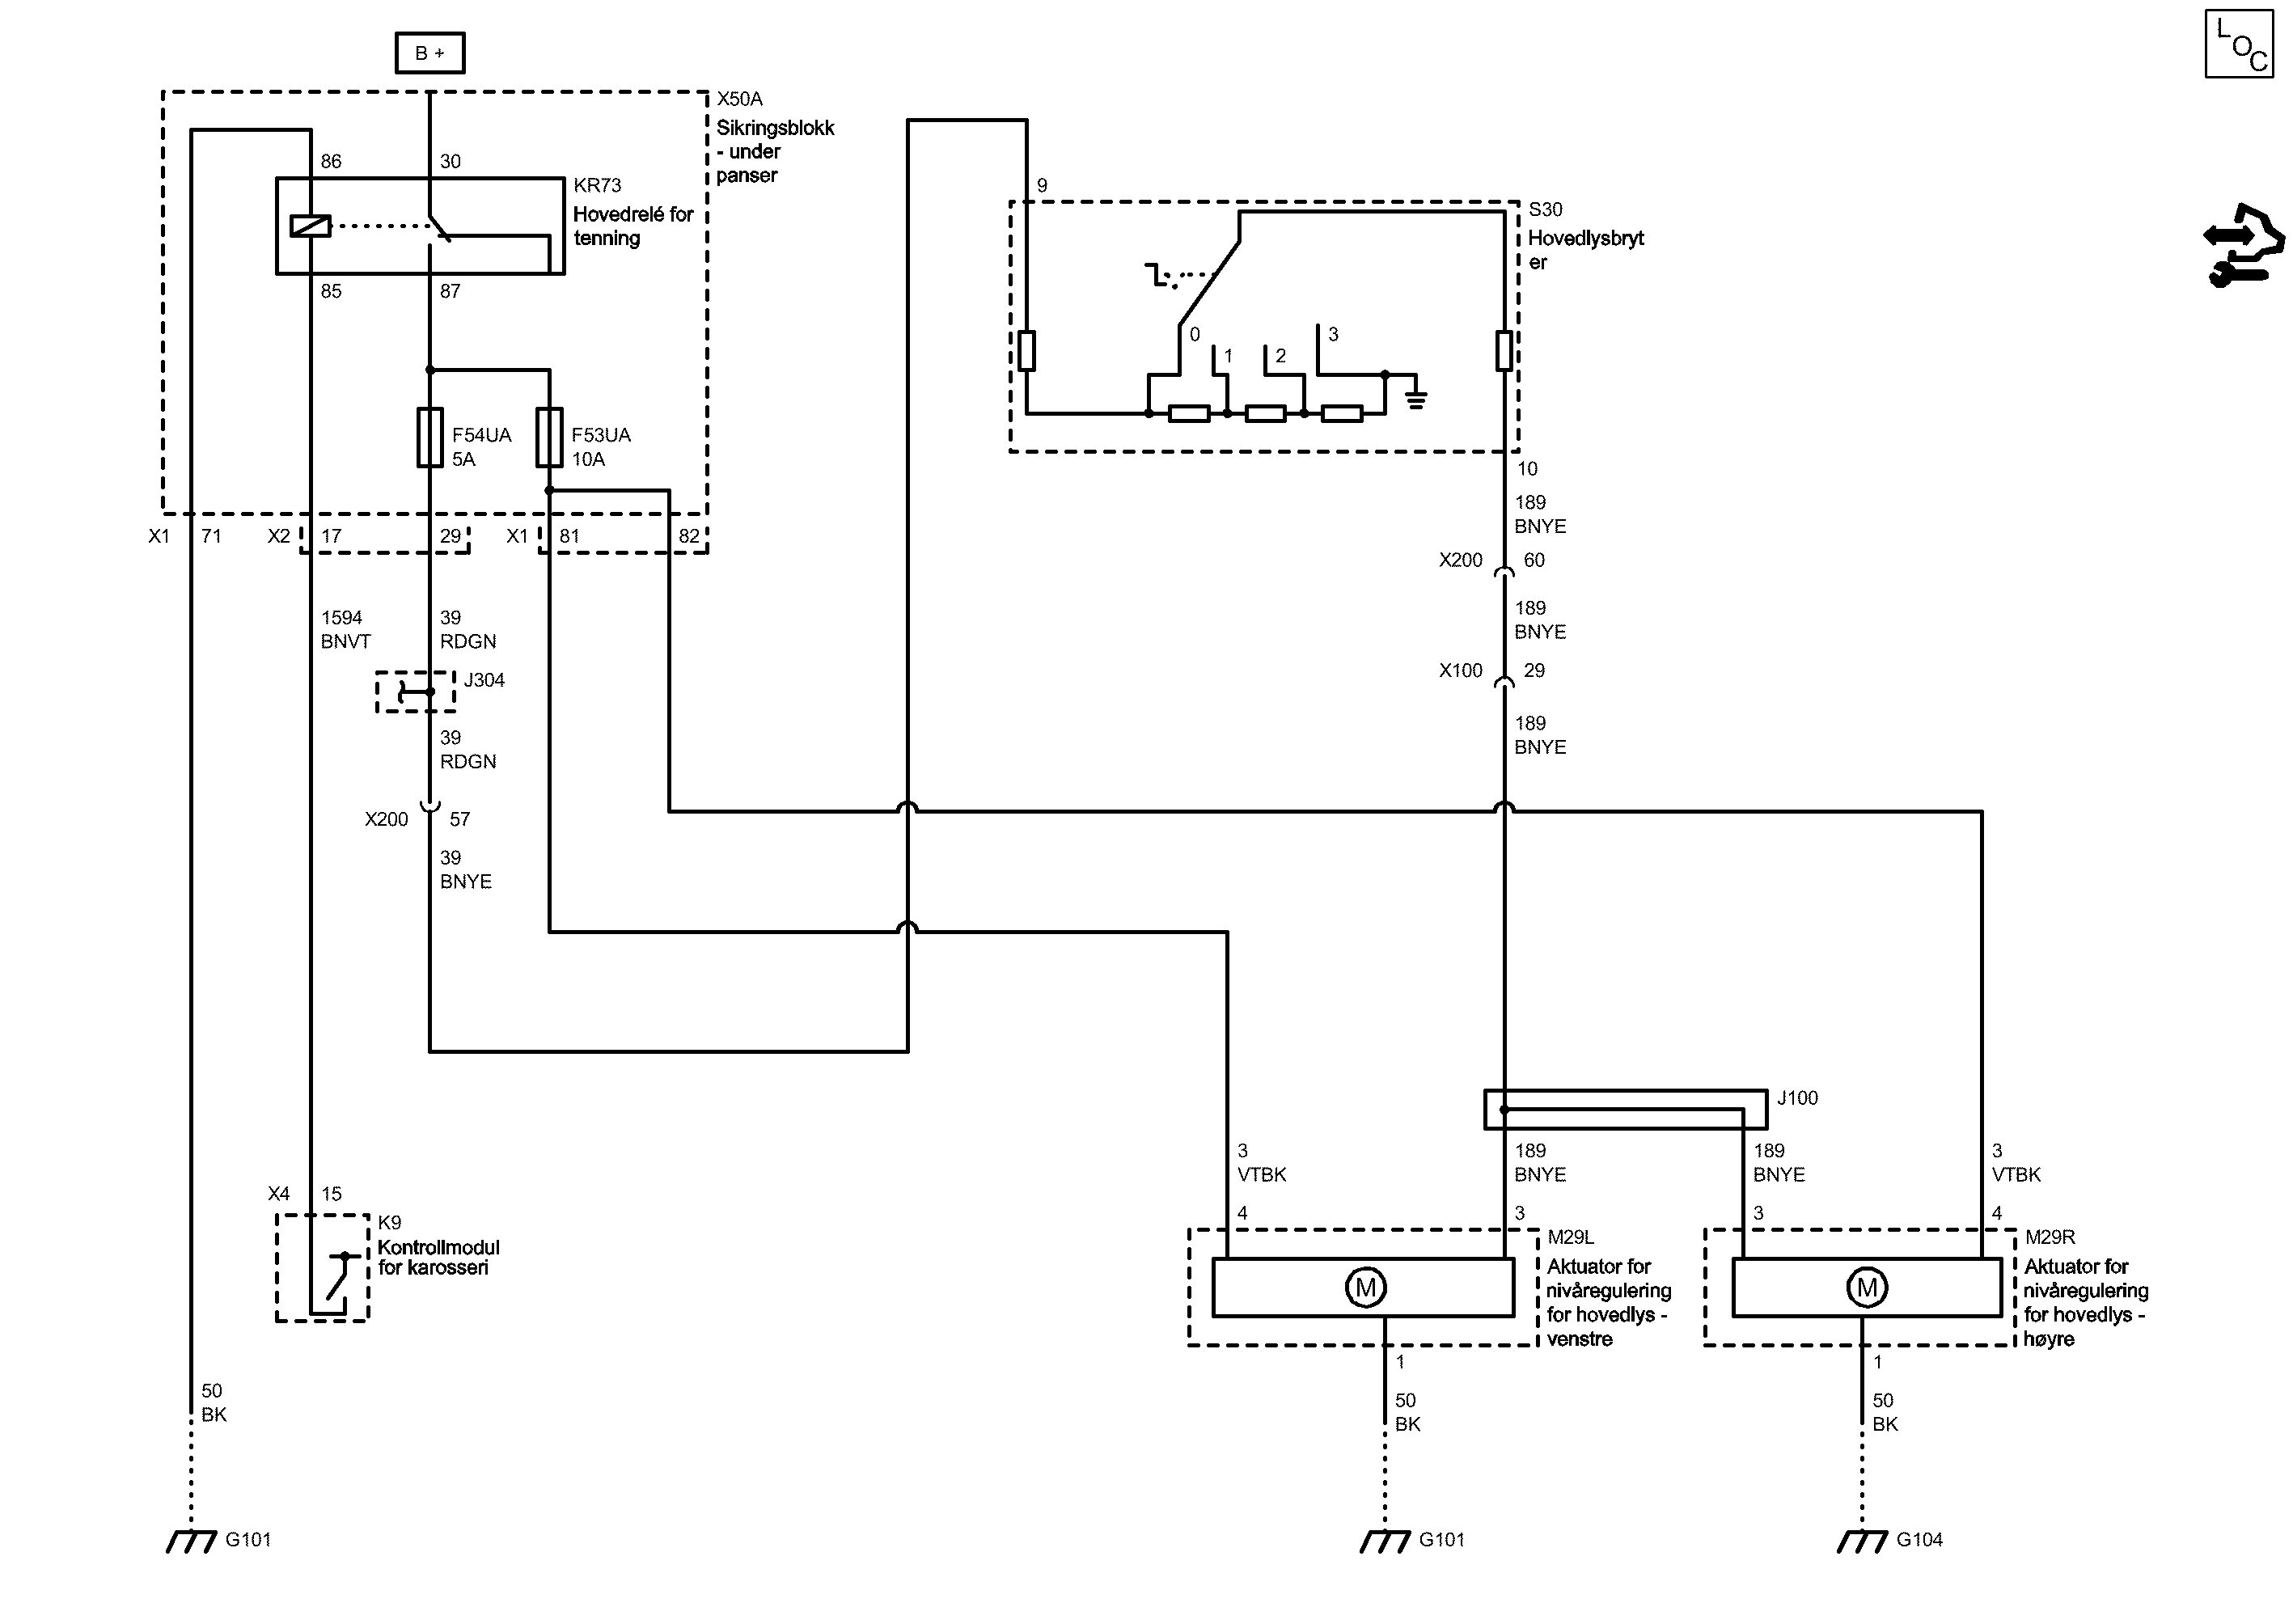 B +
LOC
X50A
Sikringsblokk
- under
panser
86
30
KR73
Hovedrelé for
tenning
85
87
F54UA
5A
F53UA
10A
X1
71
X2
17
29
X1
81
82
1594
BNVT
39
RDGN
J304
39
RDGN
X200
57
39
BNYE
9
S30
Hovedlysbryt
er
0
1
2
3
10
189
BNYE
X200
60
189
BNYE
X100
29
189
BNYE
J100
3
VTBK
189
BNYE
189
BNYE
3
VTBK
4
3
3
4
X4
15
K9
Kontrollmodul
for karosseri
M29L
Aktuator for
nivåregulering
for hovedlys -
venstre
M29R
Aktuator for
nivåregulering
for hovedlys -
høyre
M
M
1
1
50
BK
50
BK
50
BK
G101
G101
G104